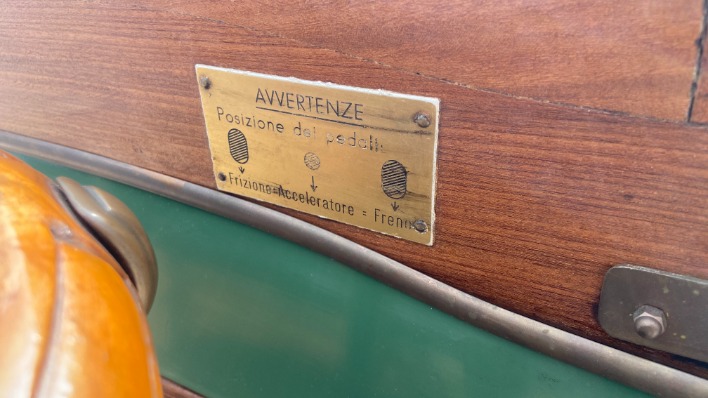 AVVERTENZE
Posizione dei pedali:
Frizione=Acceleratore = Freno